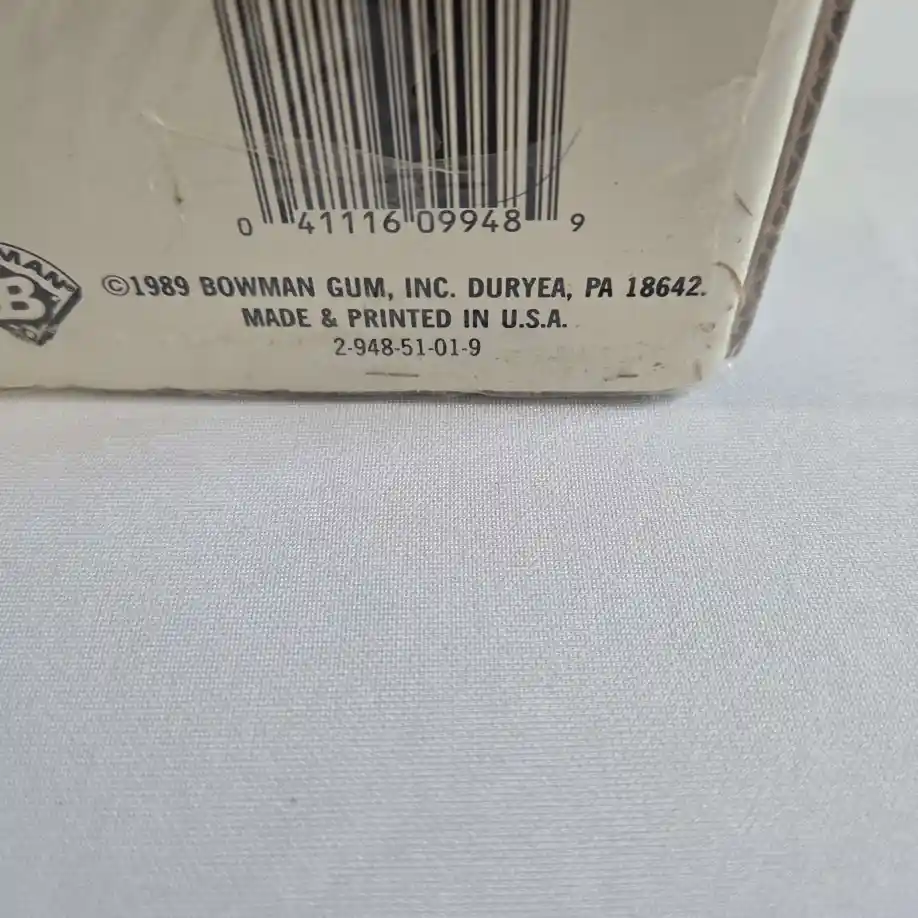 0 41116 09948 9
MAN
B
©1989 BOWMAN GUM, INC. DURYEA, PA 18642.
MADE & PRINTED IN U.S.A.
2-948-51-01-9